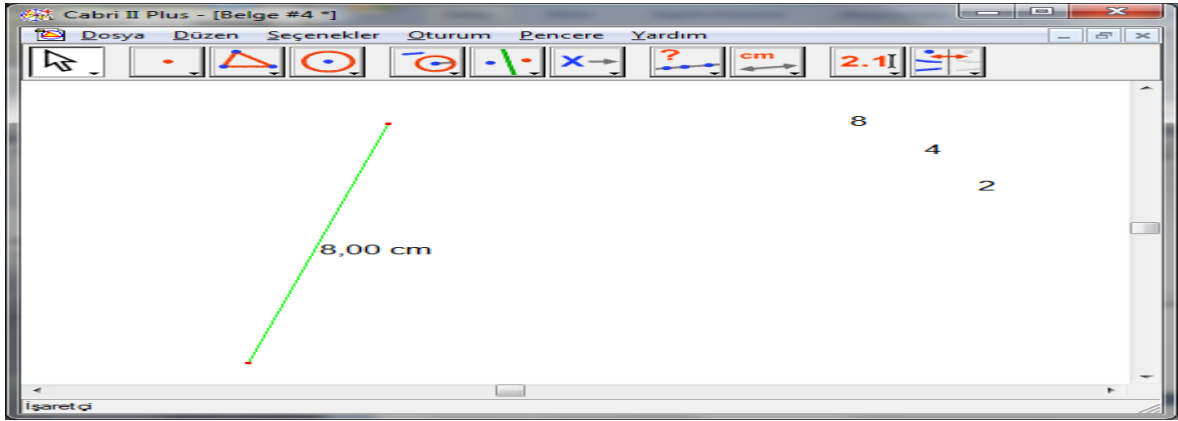 Cabri II Plus - [Belge #4 *]
Dosya Düzen Seçenekler Oturum Pencere Yardım
? cm 2.1
8
4
2
8,00 cm
İşaretçi